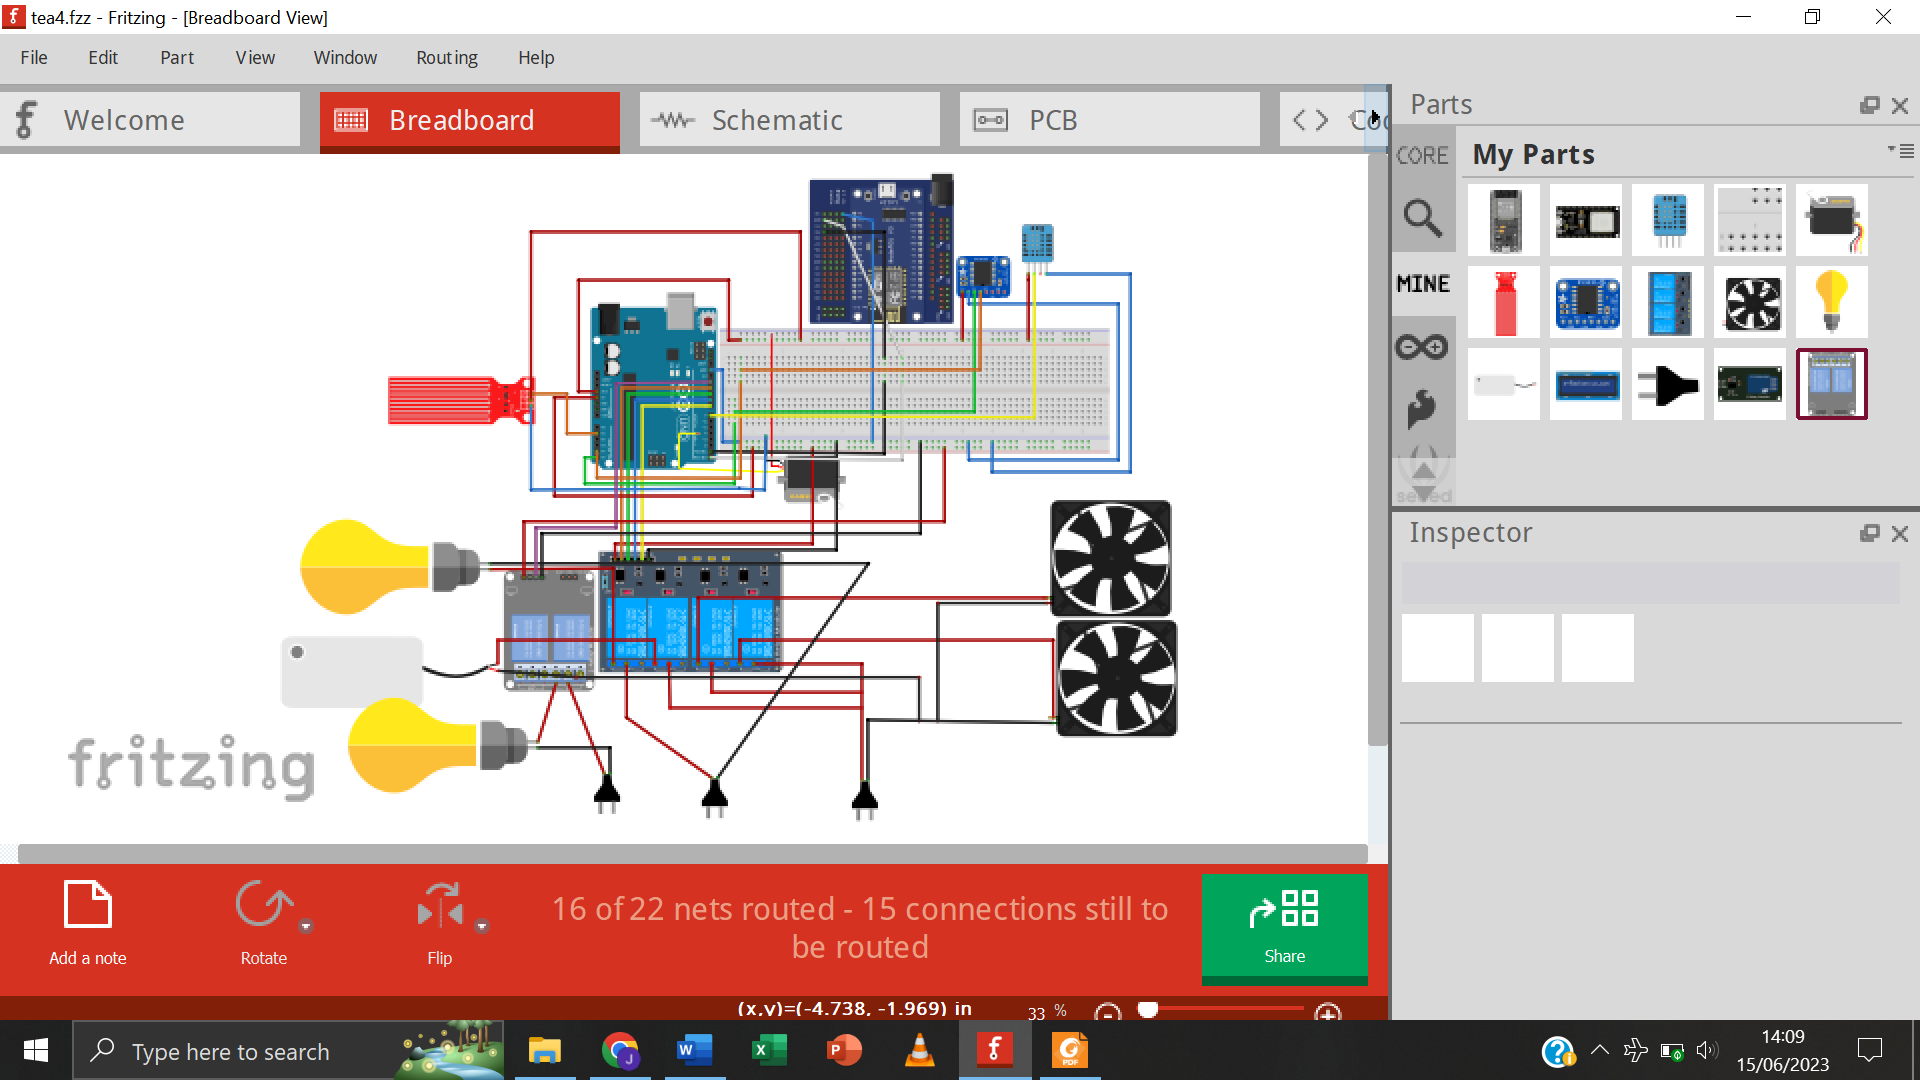 tea4.fzz - Fritzing - [Breadboard View]
File Edit Part View Window Routing Help
Welcome
Breadboard
Schematic
PCB
Parts
CORE
My Parts
MINE
Inspector
fritzing
Add a note
Rotate
Flip
16 of 22 nets routed - 15 connections still to
be routed
Share
(x,y)=(-4.738, -1.969) in
33 %
Type here to search
14:09
15/06/2023